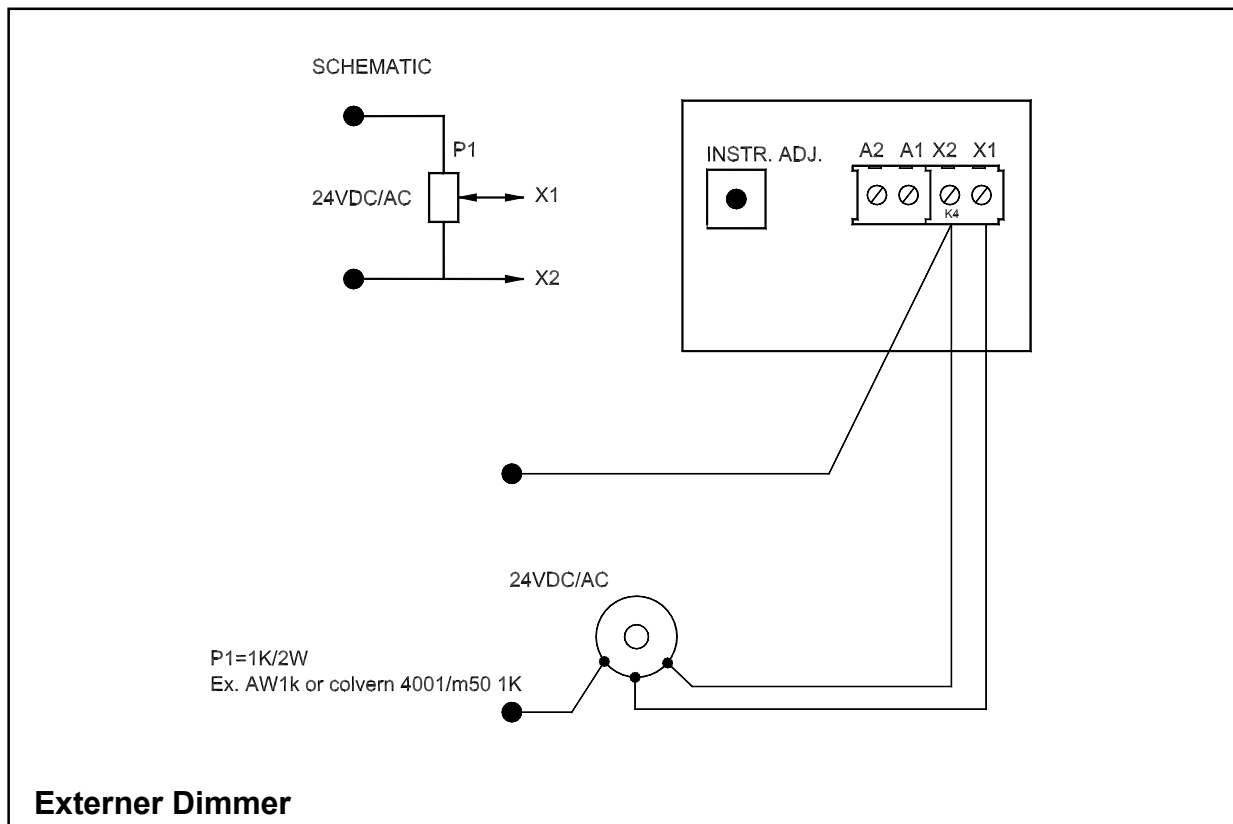 SCHEMATIC
P1
24VDC/AC
X1
X2
INSTR. ADJ.
A2 A1 X2 X1
K4
24VDC/AC
P1=1K/2W
Ex. AW1k or colvern 4001/m50 1K
Externer Dimmer